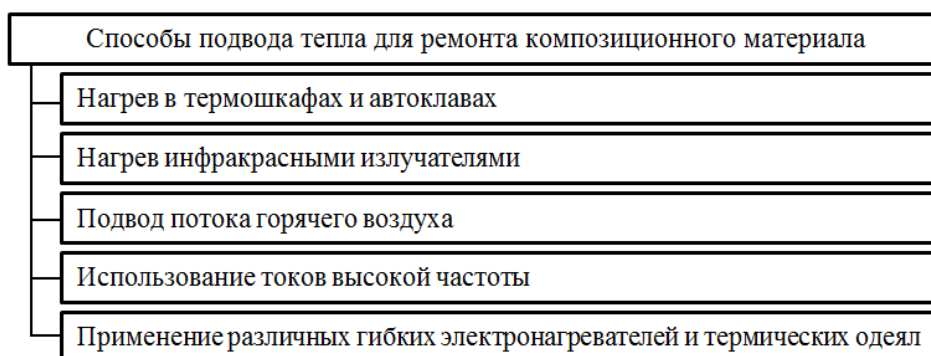 Способы подвода тепла для ремонта композиционного материала
Нагрев в термошкафах и автоклавах
Нагрев инфракрасными излучателями
Подвод потока горячего воздуха
Использование токов высокой частоты
Применение различных гибких электронагревателей и термических одеял